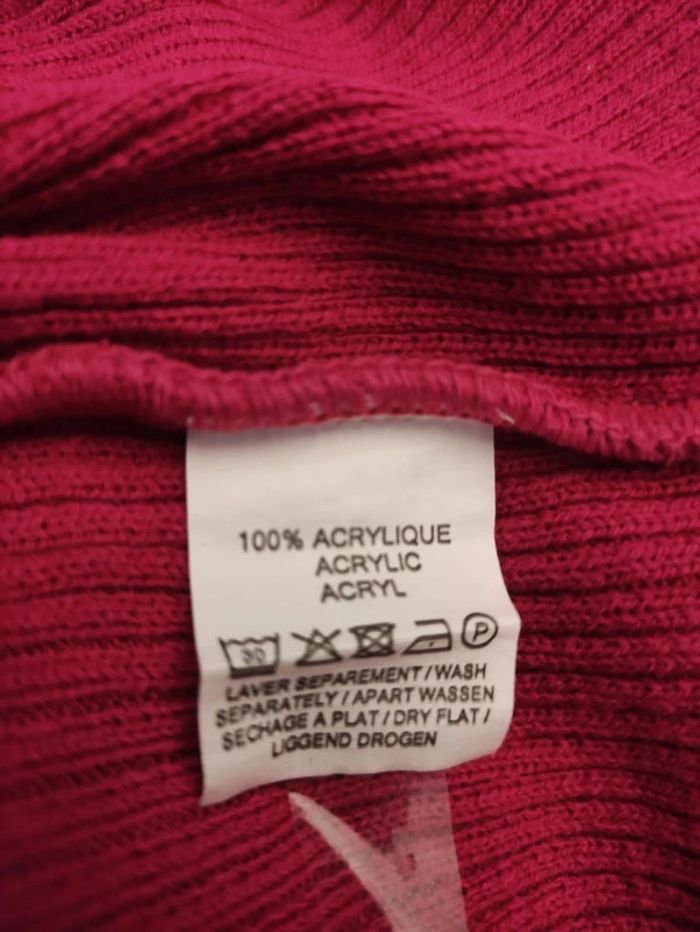 100% ACRYLIQUE
ACRYLIC
ACRYL
30 P
LAVER SEPAREMENT / WASH
SEPARATELY / APART WASSEN
SECHAGE A PLAT / DRY FLAT /
LIGGEND DROGEN